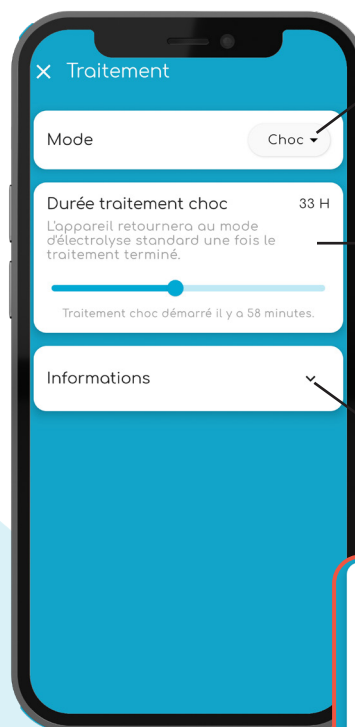 Traitement
Mode
Choc
Durée traitement choc 33 H
L'appareil retournera au mode
d'électrolyse standard une fois le
traitement terminé.
Traitement choc démarré il y a 58 minutes.
Informations